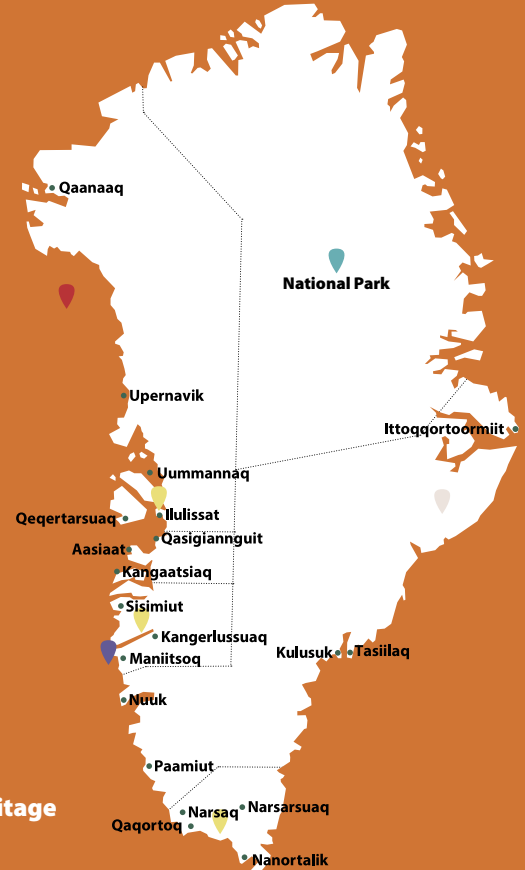 Qaanaaq
National Park
Upernavik
Ittoqqortoormiit
Uummannaq
Ilulissat
Qeqertarsuaq
Qasigiannguit
Aasiaat
Kangaatsiaq
Sisimiut
Kangerlussuaq
Maniitsoq
Kulusuk
Tasiilaq
Nuuk
Paamiut
itage
Narsaq
Narsarsuaq
Qaqortoq
Nanortalik